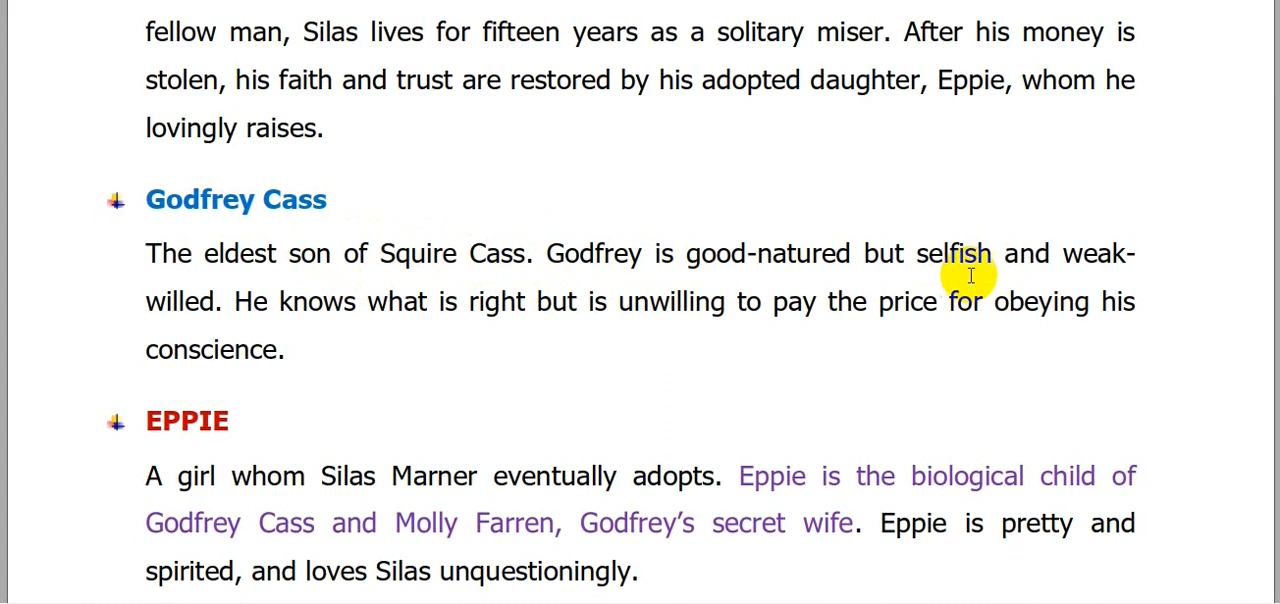 fellow man, Silas lives for fifteen years as a solitary miser. After his money is
stolen, his faith and trust are restored by his adopted daughter, Eppie, whom he
lovingly raises.
Godfrey Cass
The eldest son of Squire Cass. Godfrey is good-natured but selfish and weak-
willed. He knows what is right but is unwilling to pay the price for obeying his
conscience.
EPPIE
A girl whom Silas Marner eventually adopts. Eppie is the biological child of
Godfrey Cass and Molly Farren, Godfrey’s secret wife. Eppie is pretty and
spirited, and loves Silas unquestioningly.